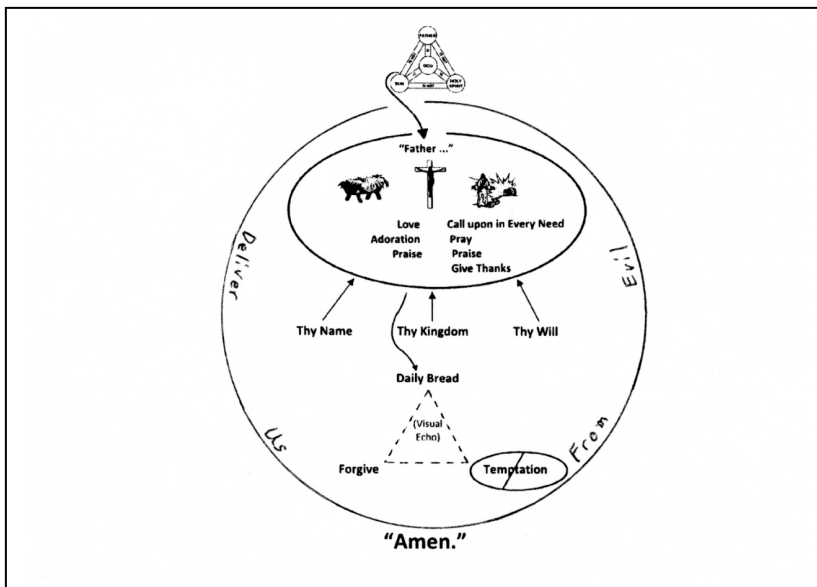 FATHER
GOD
SON
HOLY SPIRIT
"Father ..."
Love
Adoration
Praise
Call upon in Every Need
Pray
Praise
Give Thanks
Deliver
Evil
Thy Name
Thy Kingdom
Thy Will
Daily Bread
(Visual
Echo)
Us
From
Forgive
Temptation
"Amen."